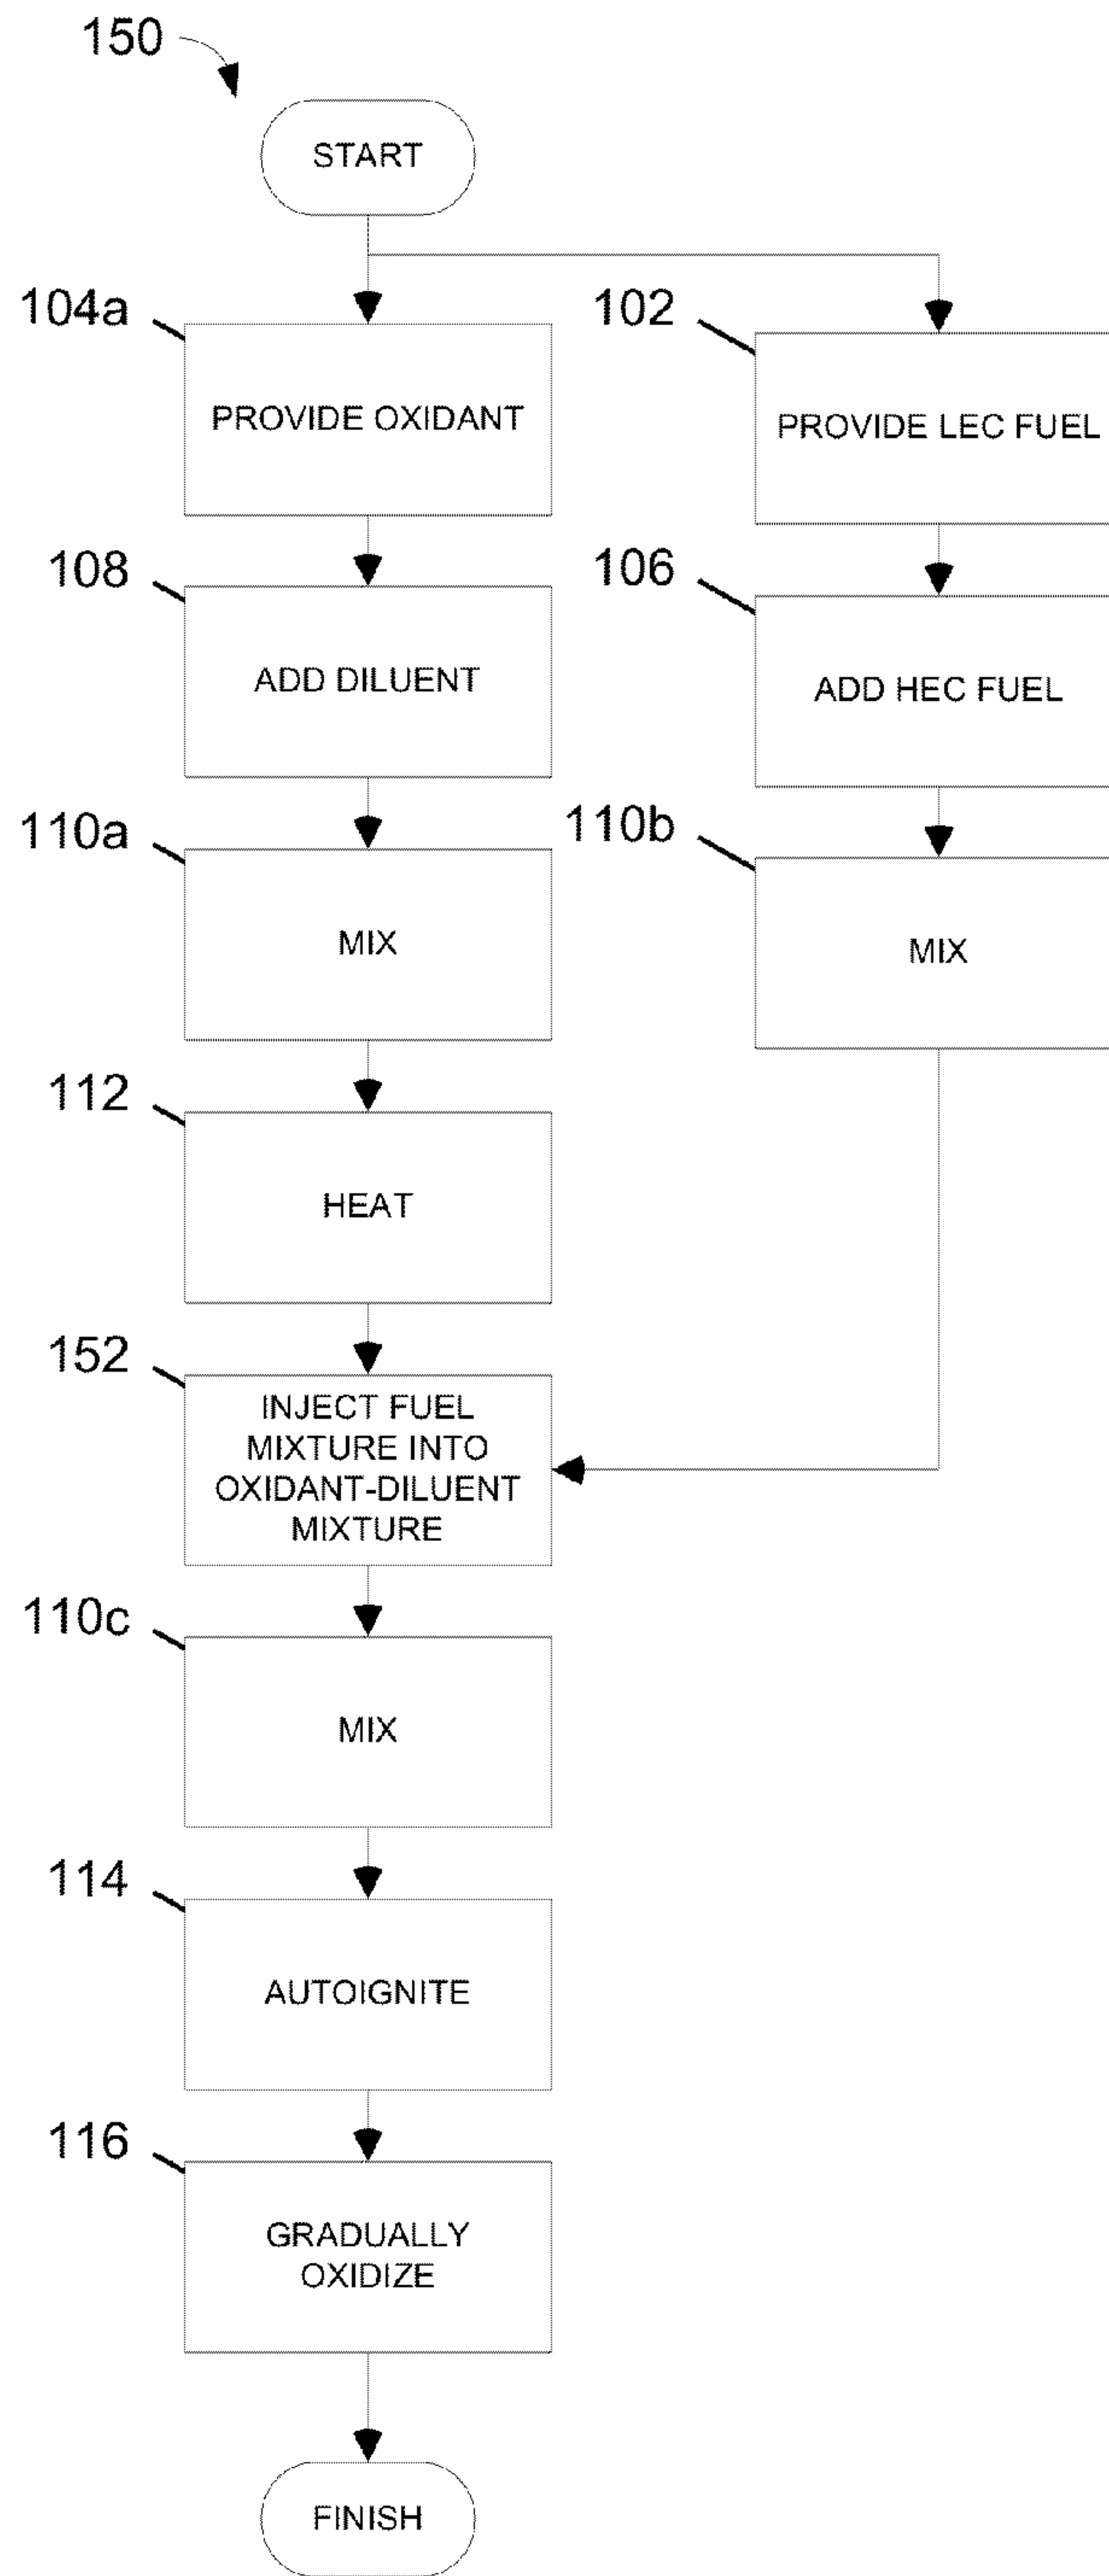 150
START
104a
PROVIDE OXIDANT
102
PROVIDE LEC FUEL
108
ADD DILUENT
106
ADD HEC FUEL
110a
MIX
110b
MIX
112
HEAT
152
INJECT FUEL
MIXTURE INTO
OXIDANT-DILUENT
MIXTURE
110c
MIX
114
AUTOIGNITE
116
GRADUALLY
OXIDIZE
FINISH